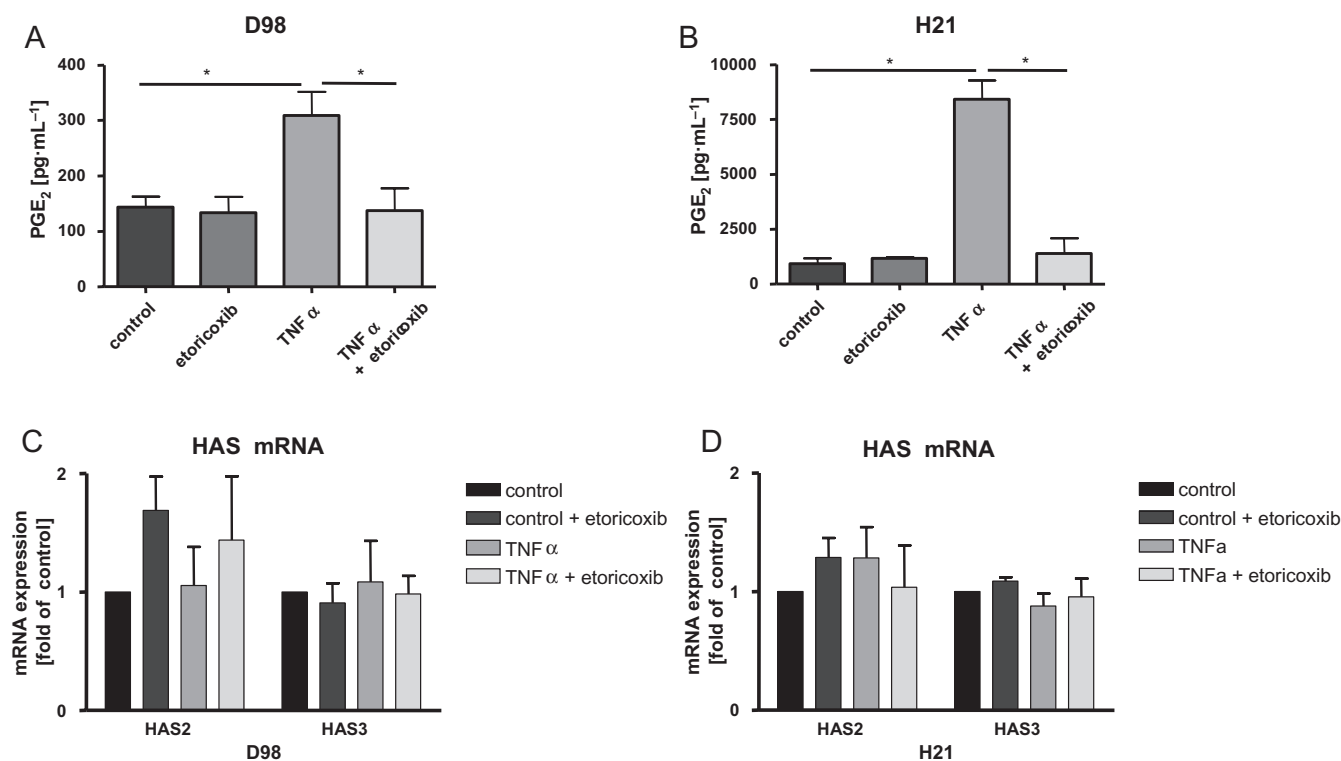 A
D98
PGE₂ [pg·mL⁻¹]
400
300
200
100
0
*
*
control
etoricoxib
TNF α
TNF α
+ etoricoxib
B
H21
PGE₂ [pg·mL⁻¹]
10000
7500
5000
2500
0
*
*
control
etoricoxib
TNF α
TNF α
+ etoricoxib
C
HAS mRNA
mRNA expression
[fold of control]
2
1
0
HAS2
HAS3
D98
control
control + etoricoxib
TNF α
TNF α + etoricoxib
D
HAS mRNA
mRNA expression
[fold of control]
2
1
0
HAS2
HAS3
H21
control
control + etoricoxib
TNFa
TNFa + etoricoxib